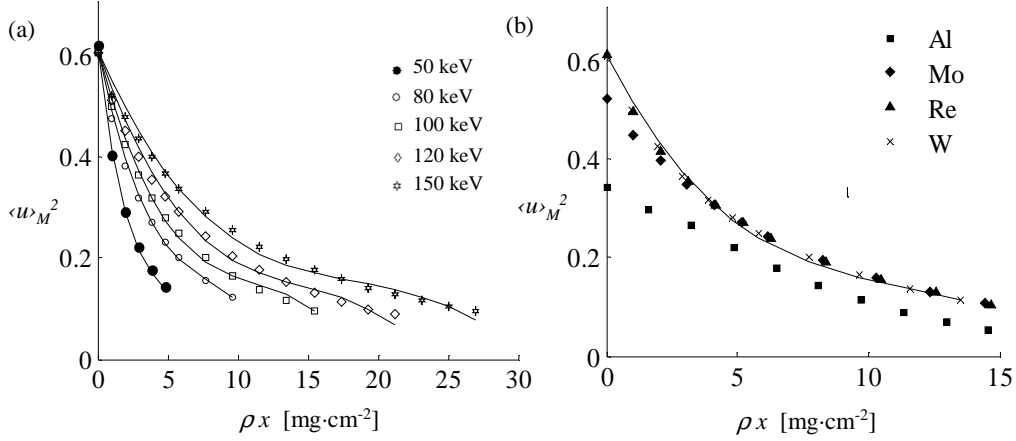 (a)
0.6
0.4
‹u›M²
0.2
0
0 5 10 15 20 25 30
ρ x [mg·cm⁻²]
50 keV
80 keV
100 keV
120 keV
150 keV
(b)
0.6
0.4
‹u›M²
0.2
0
0 5 10 15
ρ x [mg·cm⁻²]
Al
Mo
Re
W